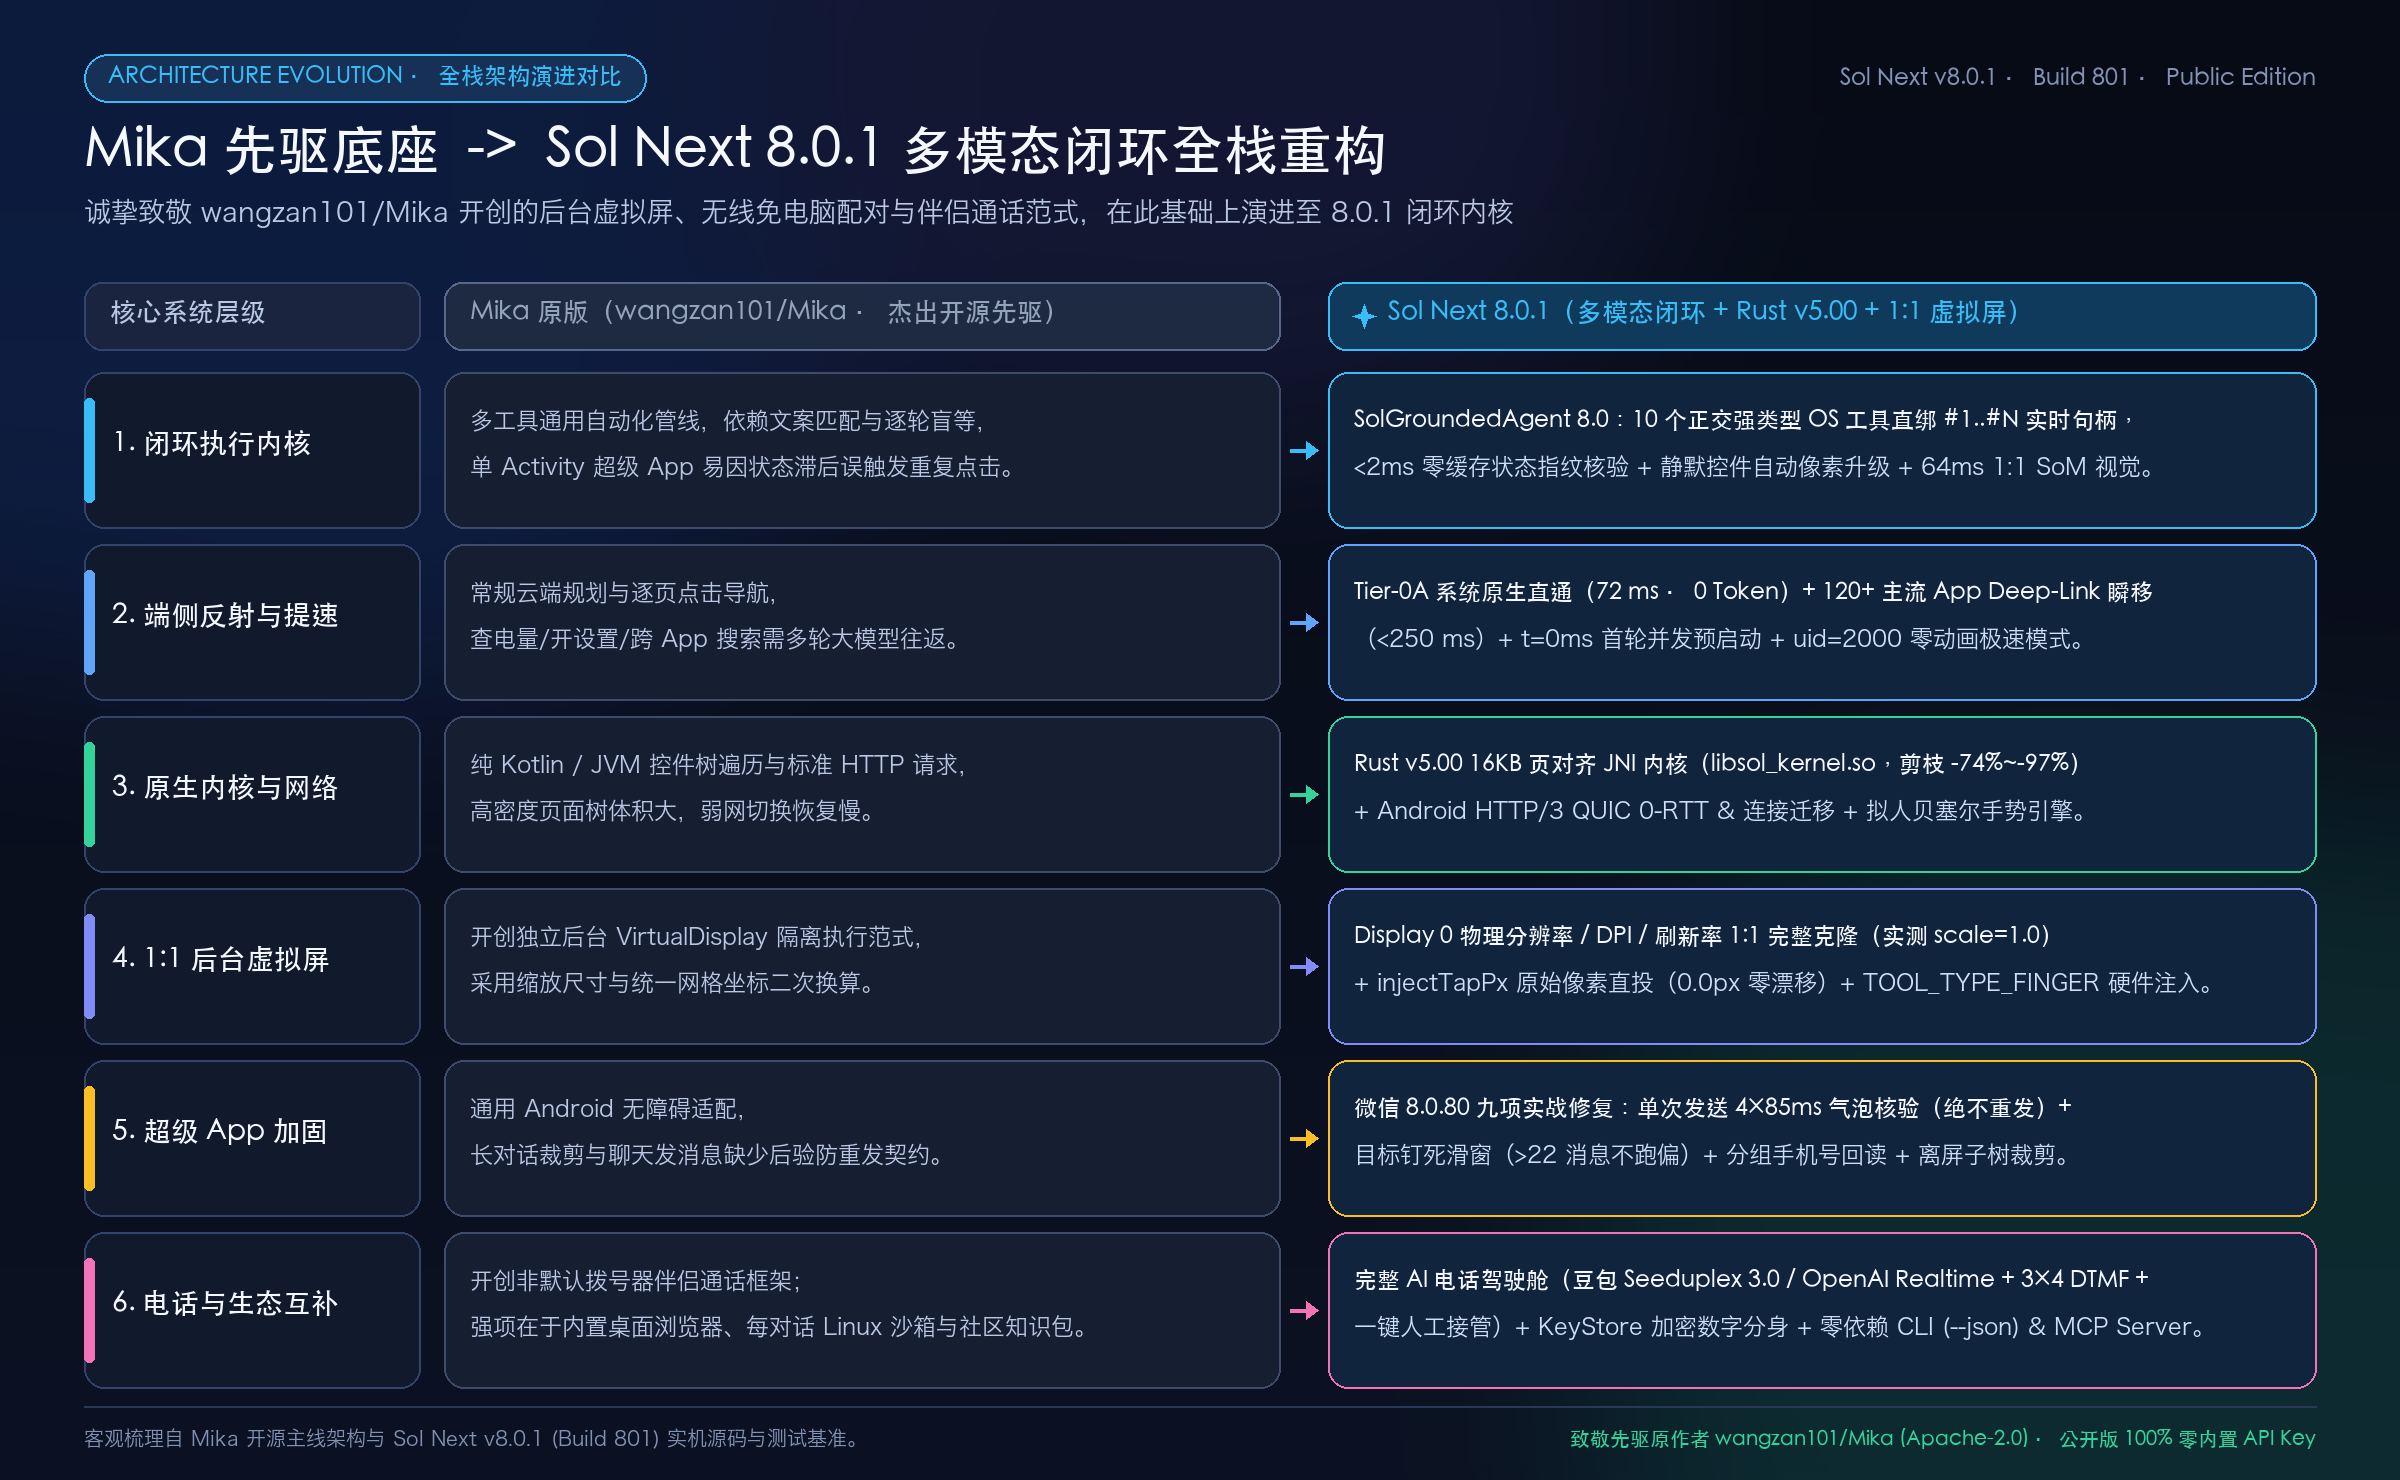 ARCHITECTURE EVOLUTION · 全栈架构演进对比
Sol Next v8.0.1 · Build 801 · Public Edition
Mika 先驱底座 -> Sol Next 8.0.1 多模态闭环全栈重构
诚挚致敬 wangzan101/Mika 开创的后台虚拟屏、无线免电脑配对与伴侣通话范式，在此基础上演进至 8.0.1 闭环内核
核心系统层级
Mika 原版（wangzan101/Mika · 杰出开源先驱）
Sol Next 8.0.1（多模态闭环 + Rust v5.00 + 1:1 虚拟屏）
1. 闭环执行内核
多工具通用自动化管线，依赖文案匹配与逐轮盲等，
单 Activity 超级 App 易因状态滞后误触发重复点击。
SolGroundedAgent 8.0：10 个正交强类型 OS 工具直绑 #1..#N 实时句柄，
<2ms 零缓存状态指纹核验 + 静默控件自动像素升级 + 64ms 1:1 SoM 视觉。
2. 端侧反射与提速
常规云端规划与逐页点击导航，
查电量/开设置/跨 App 搜索需多轮大模型往返。
Tier-0A 系统原生直通（72 ms · 0 Token）+ 120+ 主流 App Deep-Link 瞬移
（<250 ms）+ t=0ms 首轮并发预启动 + uid=2000 零动画极速模式。
3. 原生内核与网络
纯 Kotlin / JVM 控件树遍历与标准 HTTP 请求，
高密度页面树体积大，弱网切换恢复慢。
Rust v5.00 16KB 页对齐 JNI 内核（libsol_kernel.so，剪枝 -74%~-97%）
+ Android HTTP/3 QUIC 0-RTT & 连接迁移 + 拟人贝塞尔手势引擎。
4. 1:1 后台虚拟屏
开创独立后台 VirtualDisplay 隔离执行范式，
采用缩放尺寸与统一网格坐标二次换算。
Display 0 物理分辨率 / DPI / 刷新率 1:1 完整克隆（实测 scale=1.0）
+ injectTapPx 原始像素直投（0.0px 零漂移）+ TOOL_TYPE_FINGER 硬件注入。
5. 超级 App 加固
通用 Android 无障碍适配，
长对话裁剪与聊天发消息缺少后验防重发契约。
微信 8.0.80 九项实战修复：单次发送 4×85ms 气泡核验（绝不重发）+
目标钉死滑窗（>22 消息不跑偏）+ 分组手机号回读 + 离屏子树裁剪。
6. 电话与生态互补
开创非默认拨号器伴侣通话框架；
强项在于内置桌面浏览器、每对话 Linux 沙箱与社区知识包。
完整 AI 电话驾驶舱（豆包 Seeduplex 3.0 / OpenAI Realtime + 3×4 DTMF +
一键人工接管）+ KeyStore 加密数字分身 + 零依赖 CLI (--json) & MCP Server。
客观梳理自 Mika 开源主线架构与 Sol Next v8.0.1 (Build 801) 实机源码与测试基准。
致敬先驱原作者 wangzan101/Mika (Apache-2.0) · 公开版 100% 零内置 API Key